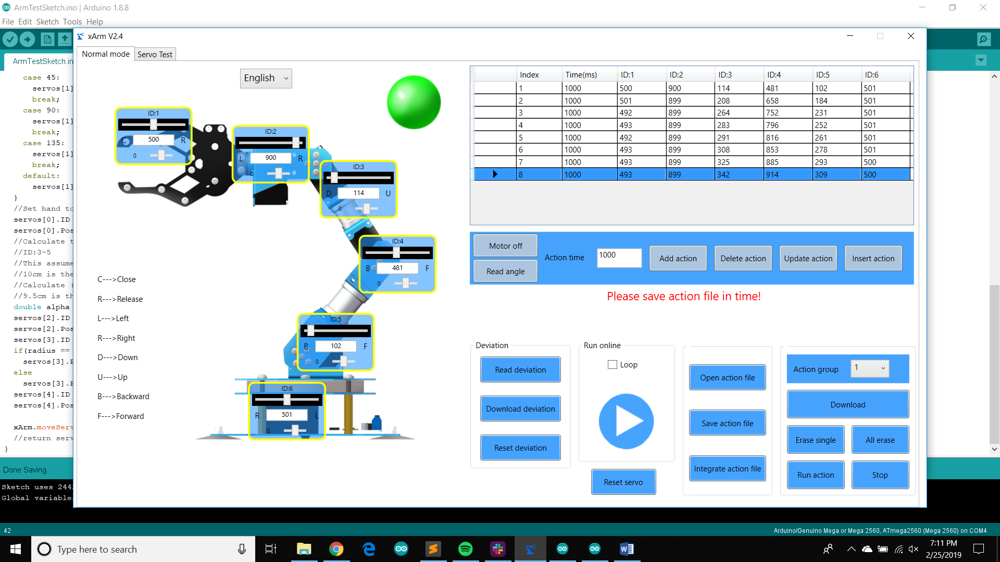 ArmTestSketch.ino | Arduino 1.8.8
File Edit Sketch Tools Help
xArm V2.4
Normal mode Servo Test
ArmTestSketch.in
case 45:
servos[1]
break;
case 90:
servos[1]
break;
case 135:
servos[1]
break;
default:
servos[1]
}
//Set hand to
servos[0].ID
servos[0].Pos
//Calculate t
//ID:3-5
//This assume
//10cm is the
//Calculate (
//9.5cm is th
double alpha
servos[2].ID
servos[2].Pos
servos[3].ID
if(radius ==
servos[3].E
else
servos[3].E
servos[4].ID
servos[4].Pos
xArm.moveServ
//return serv
}
Done Saving.
Sketch uses 244
Global variable
English
ID:1
C 500 R
0
ID:2
L 900 R
0
ID:3
D 114 U
0
ID:4
B 481 F
0
ID:5
B 102 F
0
ID:6
R 501 L
0
C--->Close
R--->Release
L--->Left
R--->Right
D--->Down
U--->Up
B--->Backward
F--->Forward
Index Time(ms) ID:1 ID:2 ID:3 ID:4 ID:5 ID:6
1 1000 500 900 114 481 102 501
2 1000 501 899 208 658 184 501
3 1000 492 899 264 752 231 501
4 1000 493 899 283 796 252 501
5 1000 492 899 291 816 261 501
6 1000 493 899 308 853 278 501
7 1000 493 899 325 885 293 500
8 1000 493 899 342 914 309 500
Motor off
Read angle
Action time 1000 Add action Delete action Update action Insert action
Please save action file in time!
Deviation
Read deviation
Download deviation
Reset deviation
Run online
Loop
Reset servo
Open action file
Save action file
Integrate action file
Action group 1
Download
Erase single All erase
Run action Stop
42
Arduino/Genuino Mega or Mega 2560, ATmega2560 (Mega 2560) on COM4
Type here to search
7:11 PM
2/25/2019